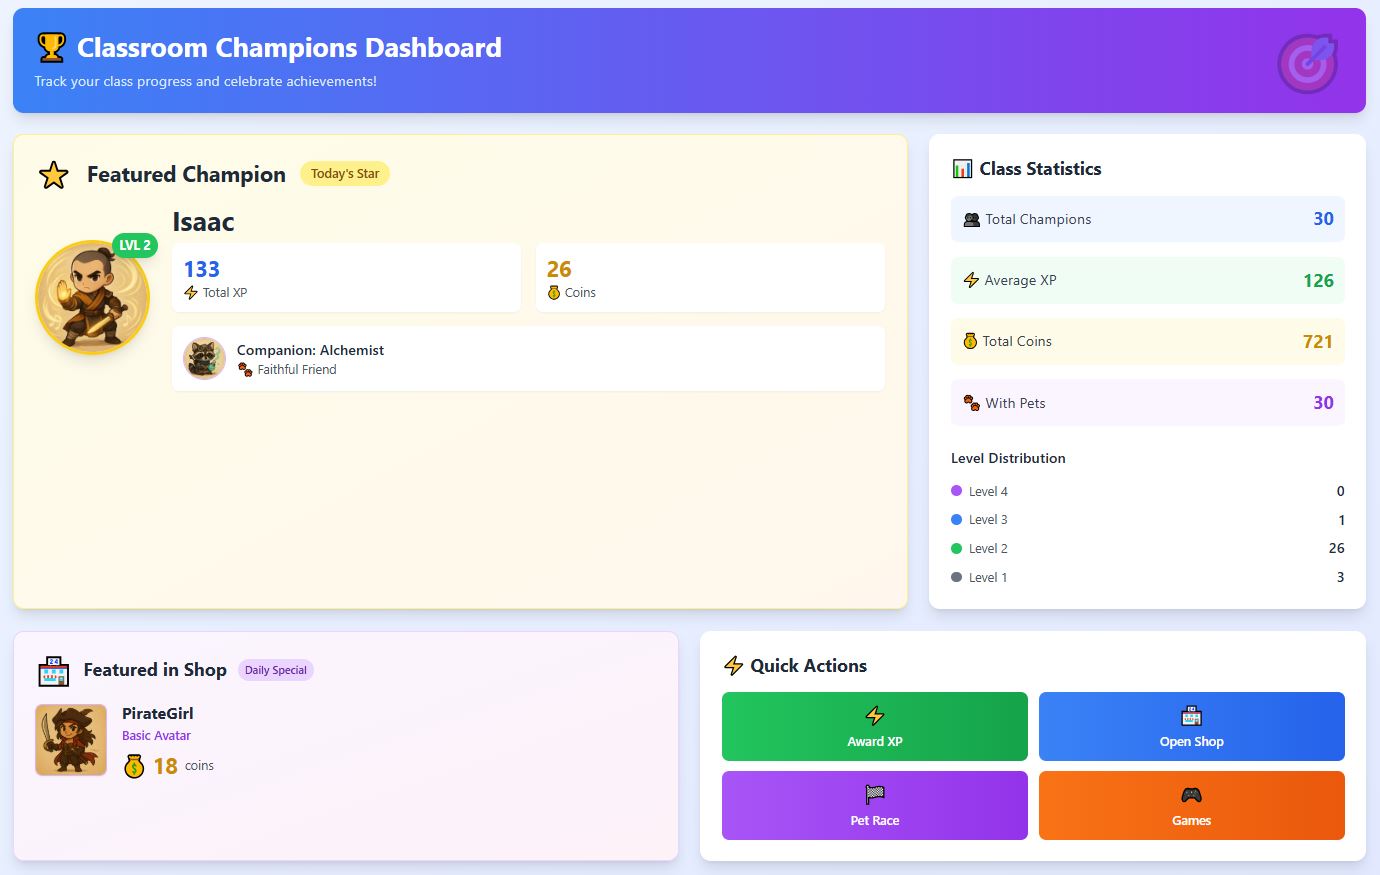 Classroom Champions Dashboard
Track your class progress and celebrate achievements!
Featured Champion
Today's Star
LVL 2
Isaac
133
Total XP
26
Coins
Companion: Alchemist
Faithful Friend
Class Statistics
Total Champions 30
Average XP 126
Total Coins 721
With Pets 30
Level Distribution
Level 4 0
Level 3 1
Level 2 26
Level 1 3
Featured in Shop
Daily Special
PirateGirl
Basic Avatar
18 coins
Quick Actions
Award XP
Open Shop
Pet Race
Games